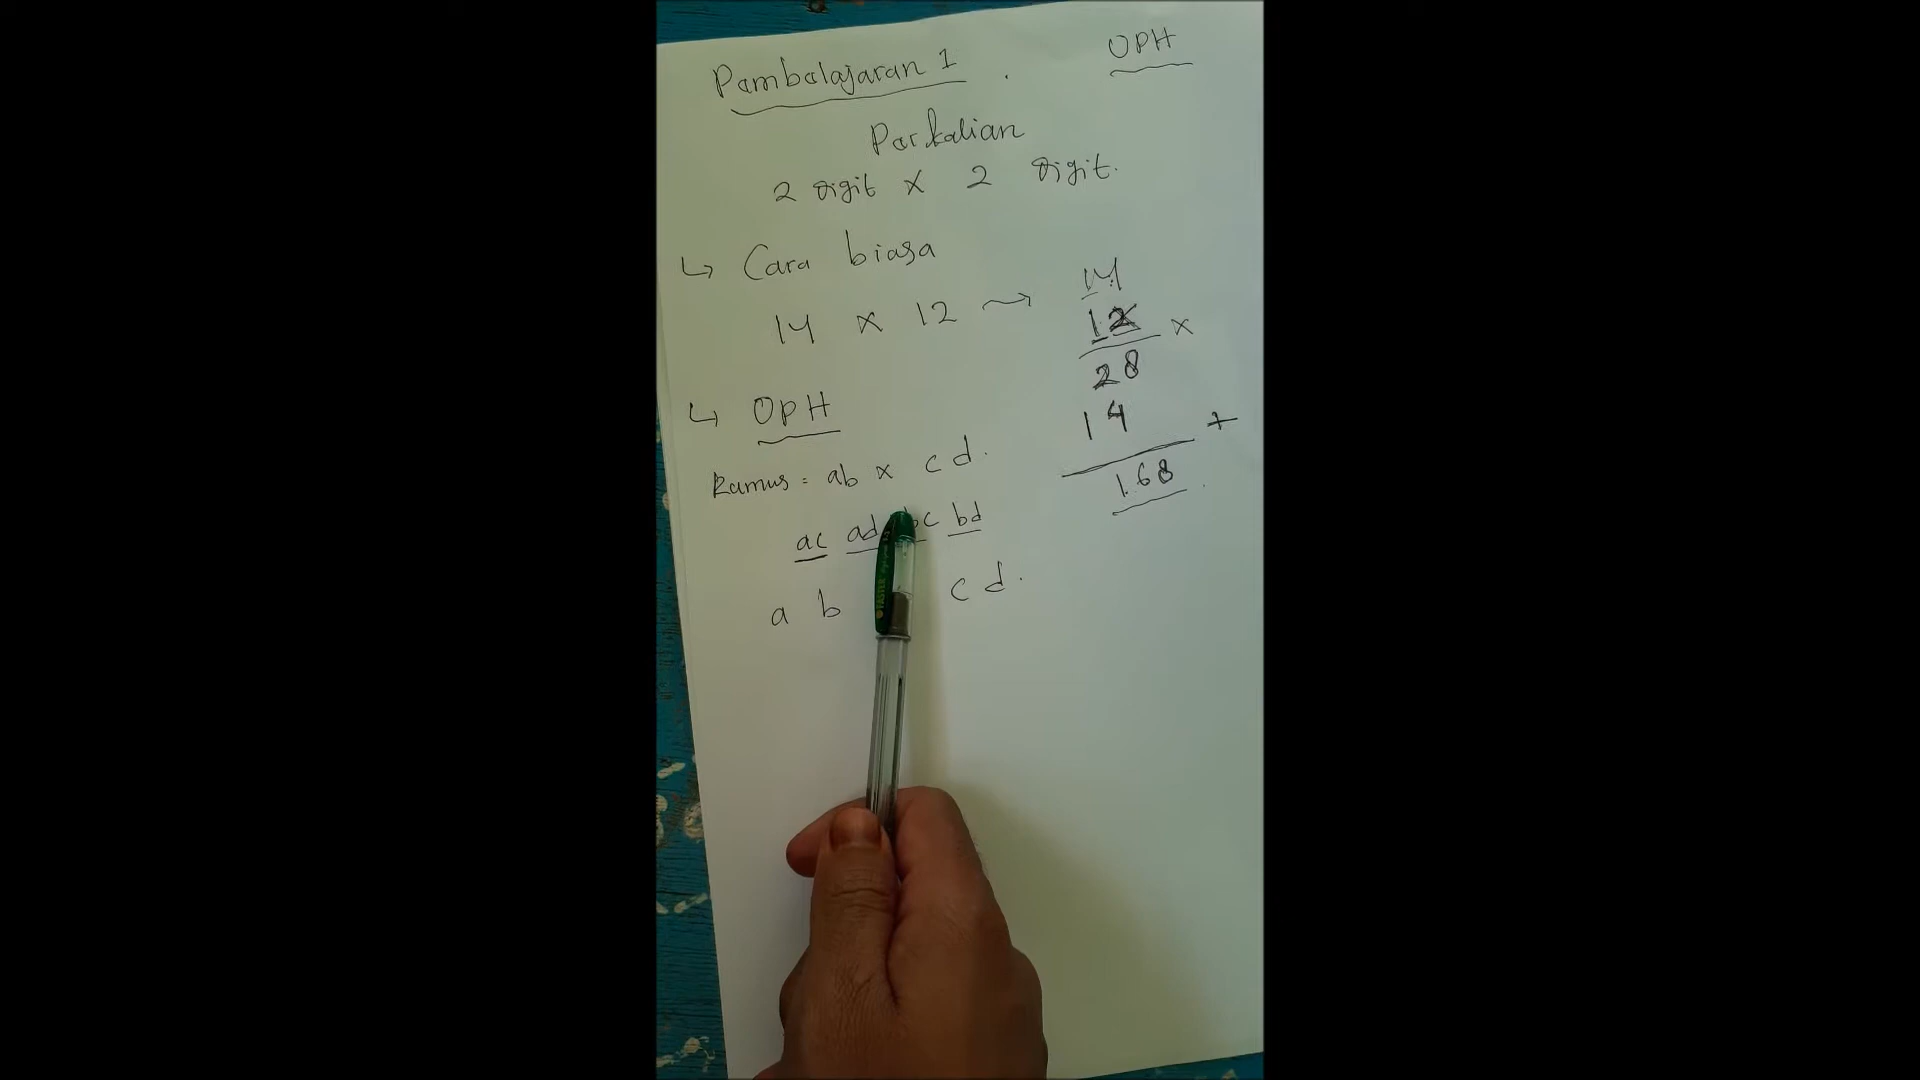 Pembelajaran 1 . OPH
Perkalian
2 digit x 2 digit.
↳ Cara biasa
14 x 12 → 14
12 x
28
14 +
168
↳ OPH
Rumus = ab x cd.
ac ad bc bd
a b c d.
FASTER